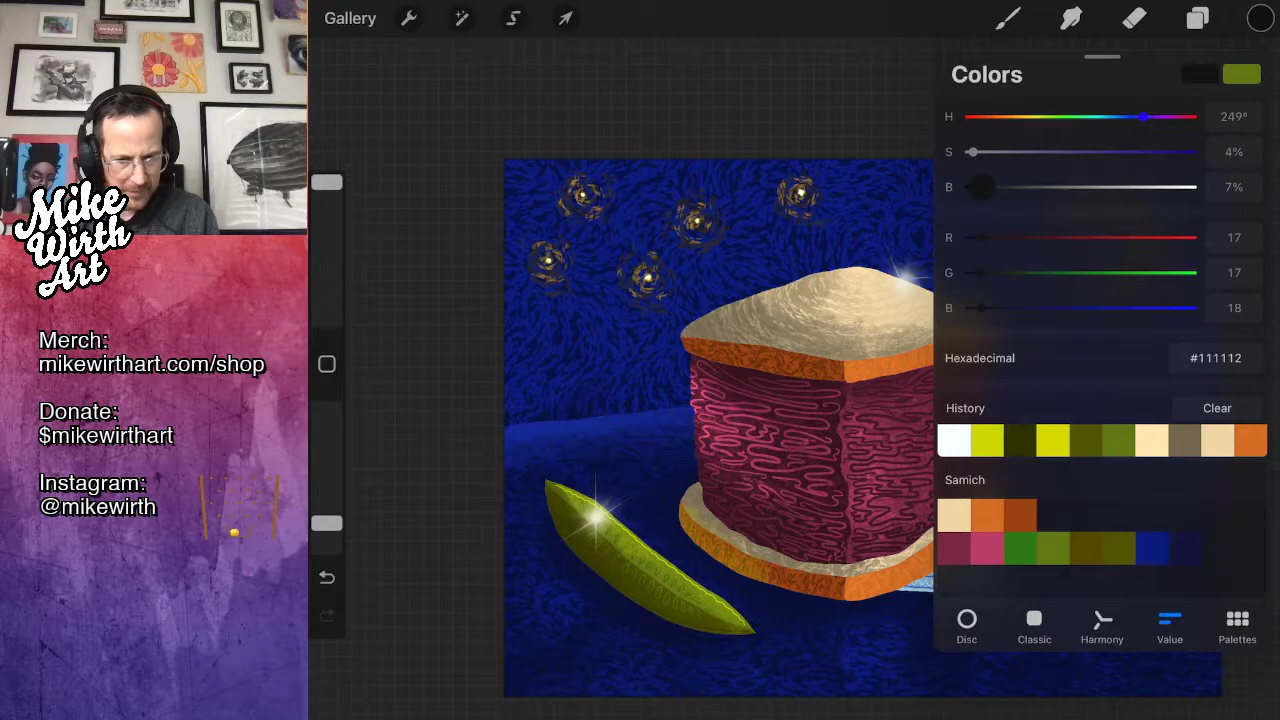 Gallery
Colors
H 249°
S 4%
B 7%
R 17
G 17
B 18
Hexadecimal #111112
History Clear
Samich
Disc Classic Harmony Value Palettes
Mike
Wirth
Art
Merch:
mikewirthart.com/shop
Donate:
$mikewirthart
Instagram:
@mikewirth